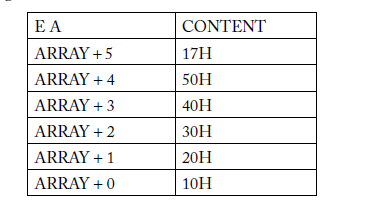 E A CONTENT
ARRAY + 5 17H
ARRAY + 4 50H
ARRAY + 3 40H
ARRAY + 2 30H
ARRAY + 1 20H
ARRAY + 0 10H